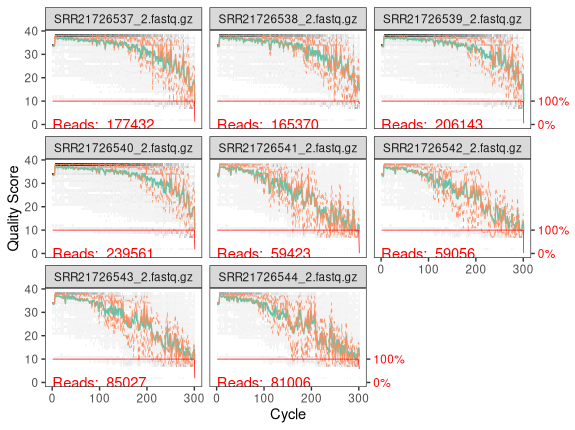 SRR21726537_2.fastq.gz SRR21726538_2.fastq.gz SRR21726539_2.fastq.gz
40
30
20
10
0
Reads: 177432 Reads: 165370 Reads: 206143
100%
0%
SRR21726540_2.fastq.gz SRR21726541_2.fastq.gz SRR21726542_2.fastq.gz
40
30
20
10
0
Reads: 239561 Reads: 59423 Reads: 59056
100%
0%
0 100 200 300
SRR21726543_2.fastq.gz SRR21726544_2.fastq.gz
40
30
20
10
0
Reads: 85027 Reads: 81006
100%
0%
0 100 200 300 0 100 200 300
Cycle
Quality Score